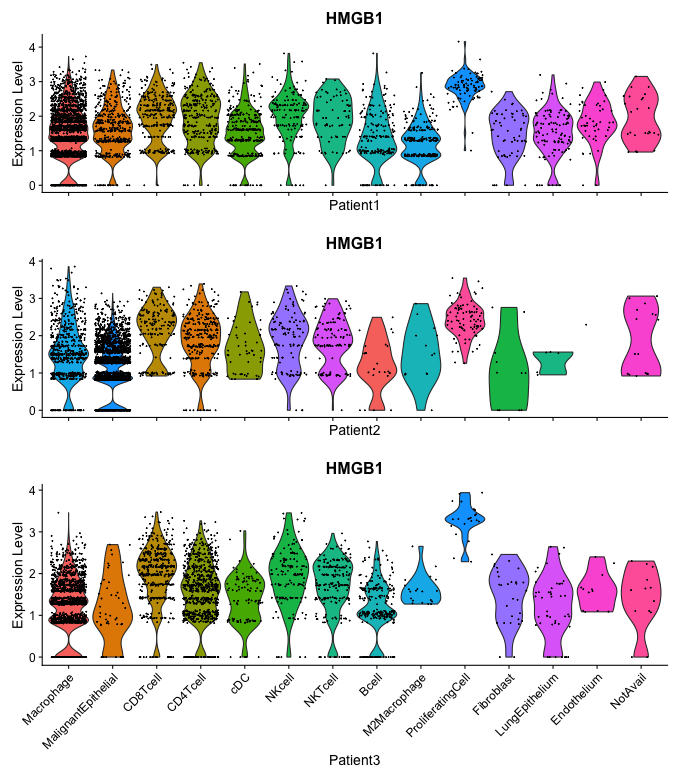 HMGB1
Expression Level
4
3
2
1
0
Patient1
HMGB1
Expression Level
4
3
2
1
0
Patient2
HMGB1
Expression Level
4
3
2
1
0
Macrophage
MalignantEpithelial
CD8Tcell
CD4Tcell
cDC
NKcell
NKTcell
Bcell
M2Macrophage
ProliferatingCell
Fibroblast
LungEpithelium
Endothelium
NotAvail
Patient3